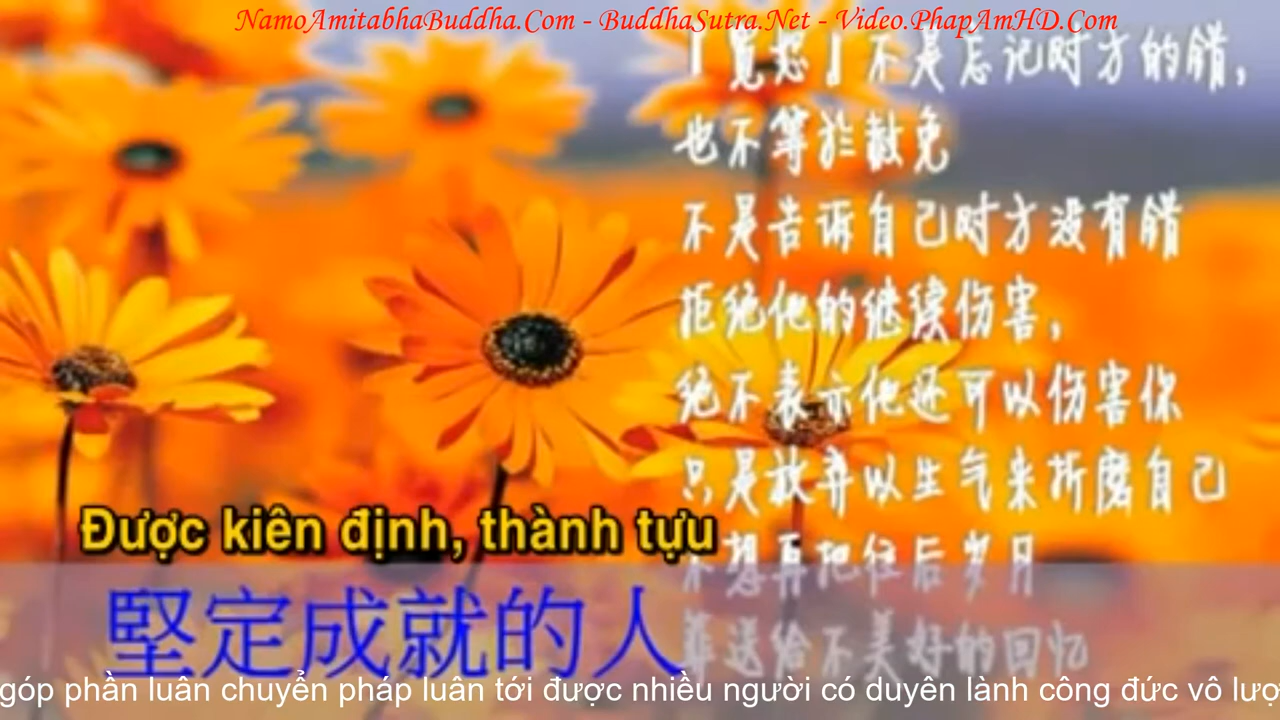 NamoAmitabhaBuddha.Com - BuddhaSutra.Net - Video.PhapAmHD.Com
「宽恕」不是忘记对方的错，
也不等於赦免
不是告诉自己对方没有错
拒绝他的继续伤害，
绝不表示他还可以伤害你
只是放弃以生气来折磨自己
不想再把往后岁月
葬送给不美好的回忆
Được kiên định, thành tựu
堅定成就的人
góp phần luân chuyển pháp luân tới được nhiều người có duyên lành công đức vô lượ